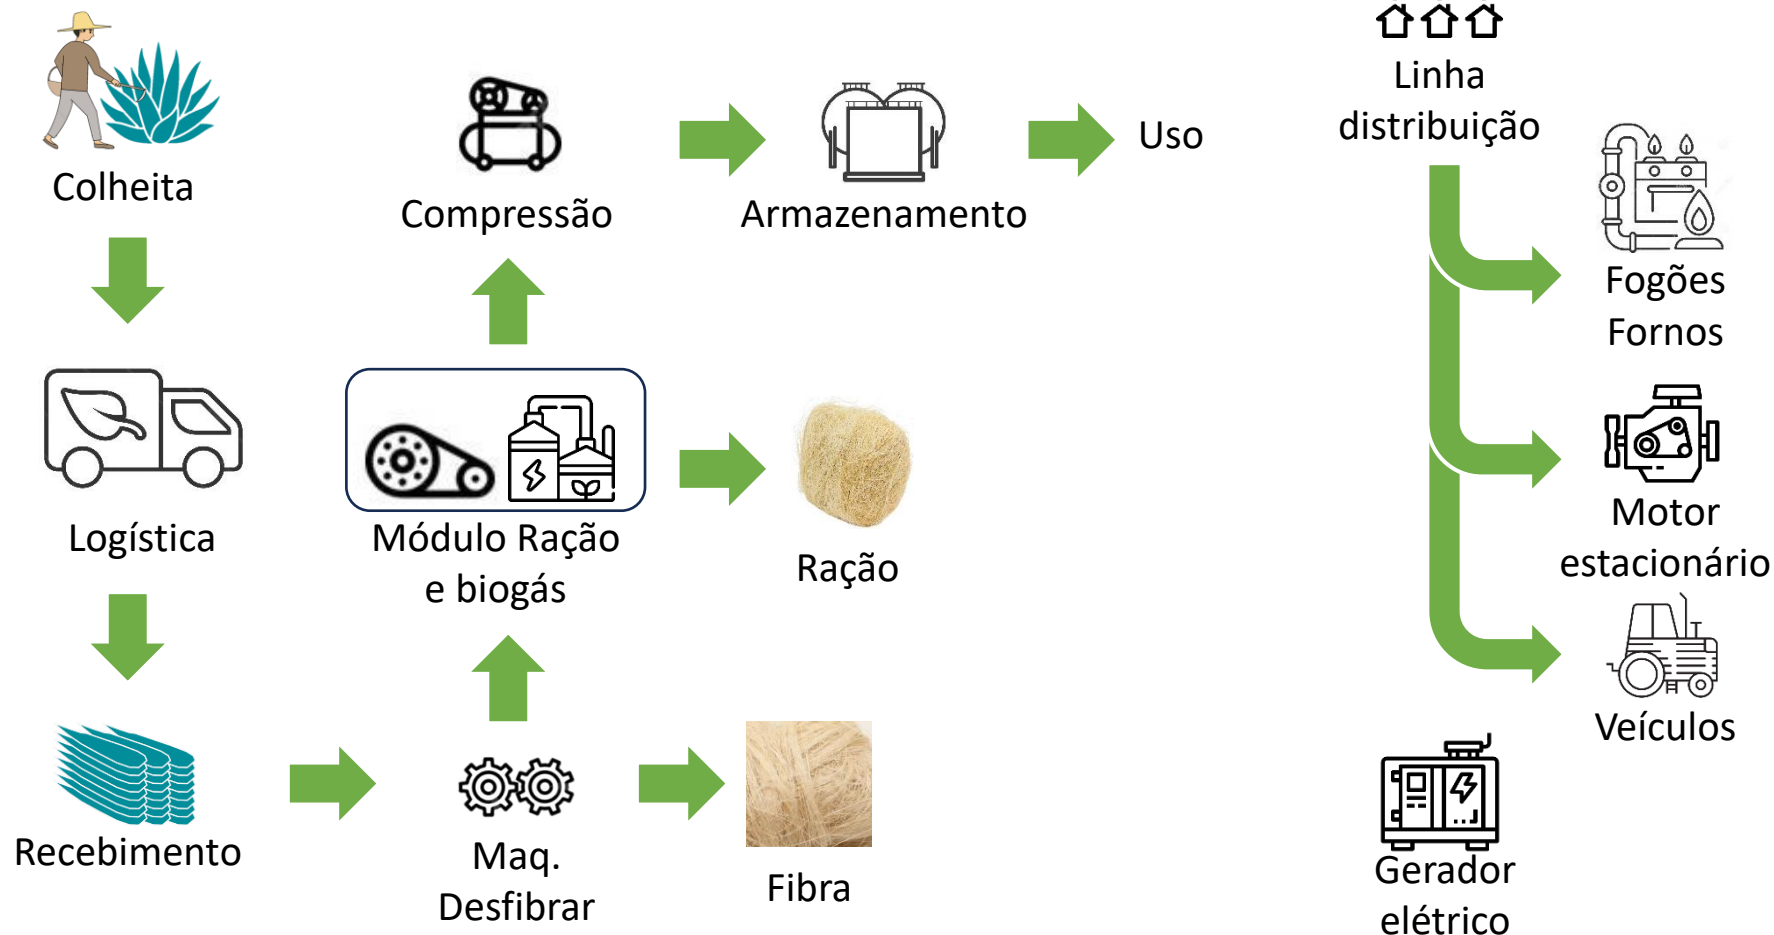 Colheita
Logística
Recebimento
Maq.
Desfibrar
Fibra
Módulo Ração
e biogás
Ração
Compressão
Armazenamento
Uso
Linha
distribuição
Fogões
Fornos
Motor
estacionário
Veículos
Gerador
elétrico